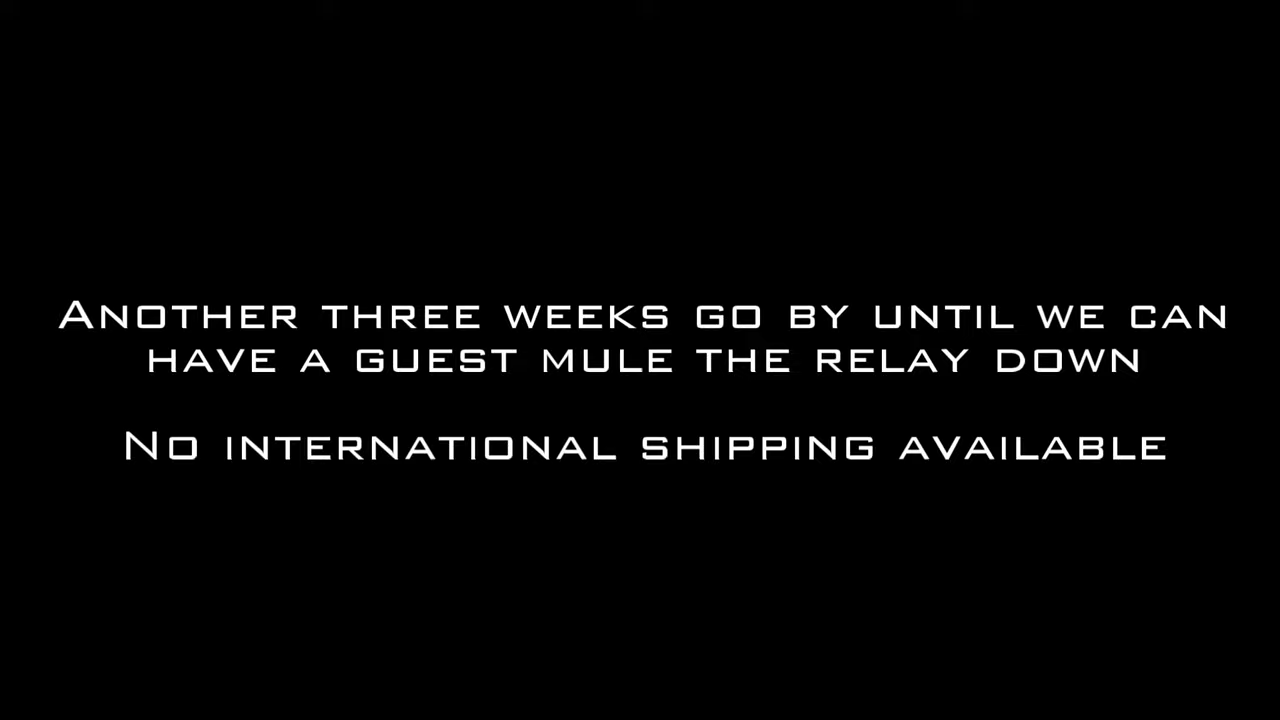 Another three weeks go by until we can
have a guest mule the relay down
No international shipping available